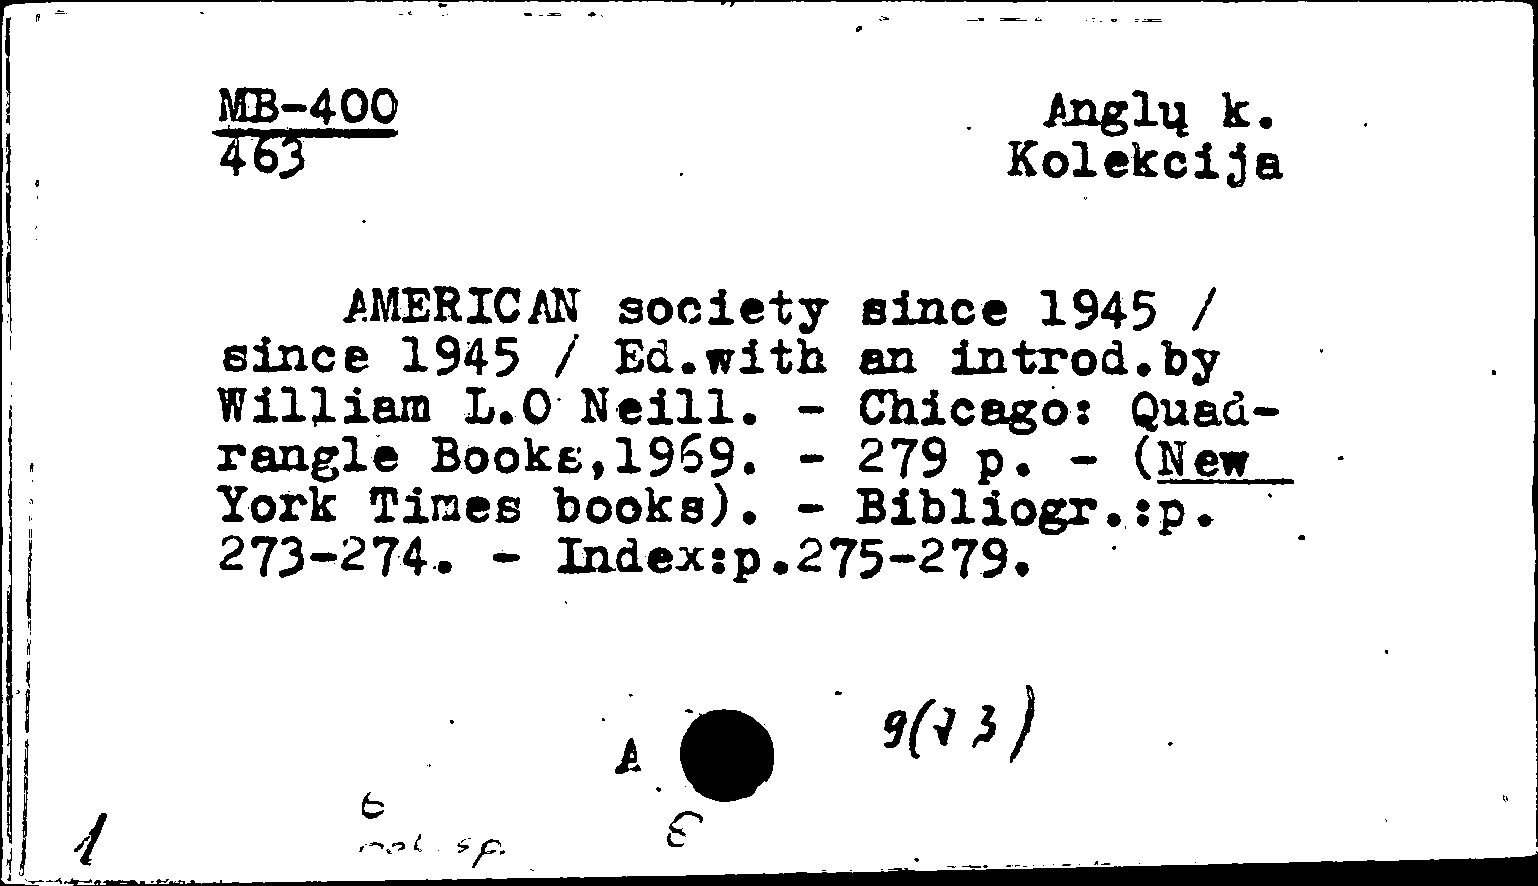 MB-400
463
Anglų k.
Kolekcija
AMERICAN society since 1945 /
since 1945 / Ed.with an introd.by
William L.O Neill. - Chicago: Quad-
rangle Books,1969. - 279 p. - (New
York Times books). - Bibliogr.:p.
273-274. - Index:p.275-279.
A
9(73)
1
sp.